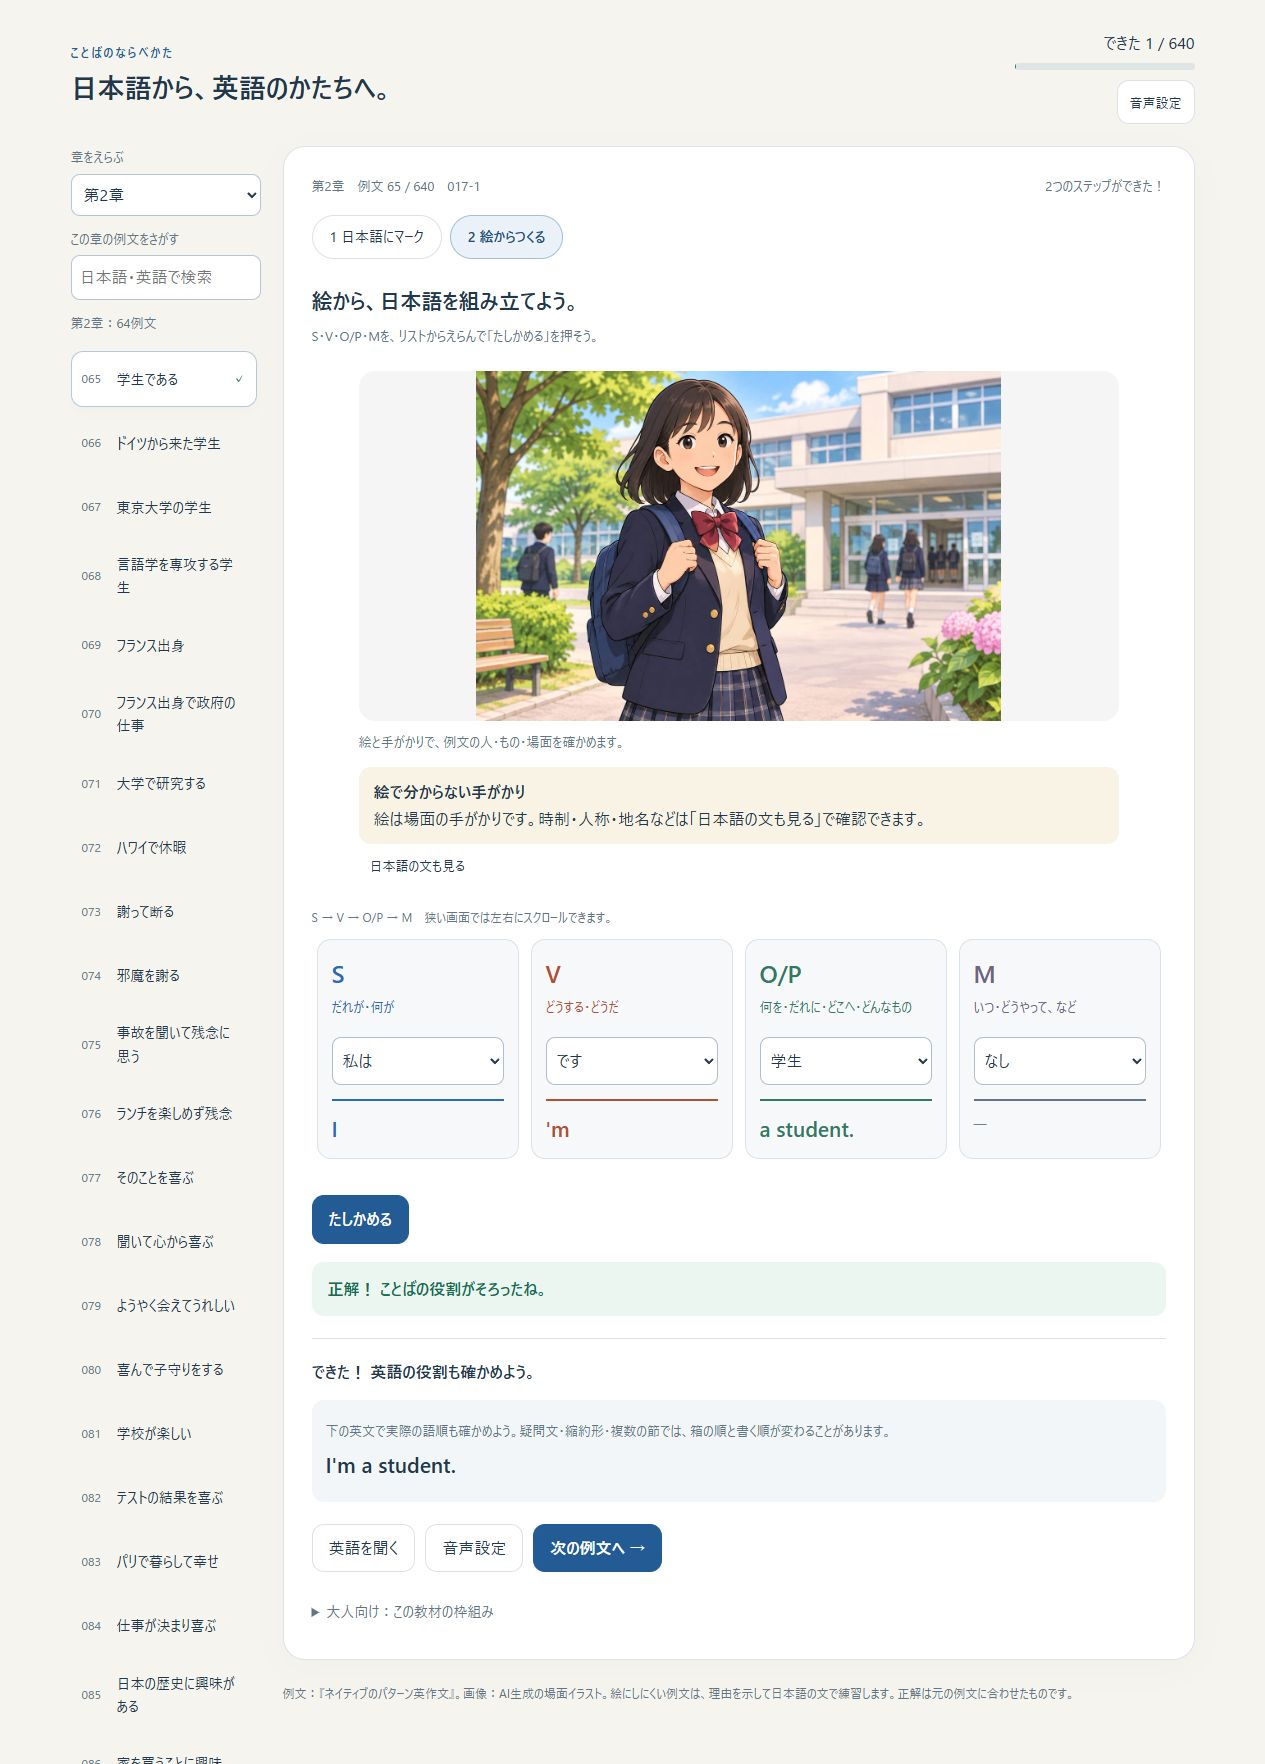 ことばのならべかた
日本語から、英語のかたちへ。
できた 1 / 640
音声設定
章をえらぶ
第2章
この章の例文をさがす
日本語・英語で検索
第2章：64例文
065 学生である ✓
066 ドイツから来た学生
067 東京大学の学生
068 言語学を専攻する学
生
069 フランス出身
070 フランス出身で政府の
仕事
071 大学で研究する
072 ハワイで休暇
073 謝って断る
074 邪魔を謝る
075 事故を聞いて残念に
思う
076 ランチを楽しめず残念
077 そのことを喜ぶ
078 聞いて心から喜ぶ
079 ようやく会えてうれしい
080 喜んで子守りをする
081 学校が楽しい
082 テストの結果を喜ぶ
083 パリで暮らして幸せ
084 仕事が決まり喜ぶ
085 日本の歴史に興味が
ある
086 家を買うことに興味
第2章 例文 65 / 640 017-1
2つのステップができた！
1 日本語にマーク
2 絵からつくる
絵から、日本語を組み立てよう。
S・V・O/P・Mを、リストからえらんで「たしかめる」を押そう。
絵と手がかりで、例文の人・もの・場面を確かめます。
絵で分からない手がかり
絵は場面の手がかりです。時制・人称・地名などは「日本語の文も見る」で確認できます。
日本語の文も見る
S → V → O/P → M 狭い画面では左右にスクロールできます。
S
だれが・何が
私は
I
V
どうする・どうだ
です
'm
O/P
何を・だれに・どこへ・どんなもの
学生
a student.
M
いつ・どうやって、など
なし
—
たしかめる
正解！ ことばの役割がそろったね。
できた！ 英語の役割も確かめよう。
下の英文で実際の語順も確かめよう。疑問文・縮約形・複数の節では、箱の順と書く順が変わることがあります。
I'm a student.
英語を聞く
音声設定
次の例文へ →
▶ 大人向け：この教材の枠組み
例文：『ネイティブのパターン英作文』。画像：AI生成の場面イラスト。絵にしにくい例文は、理由を示して日本語の文で練習します。正解は元の例文に合わせたものです。